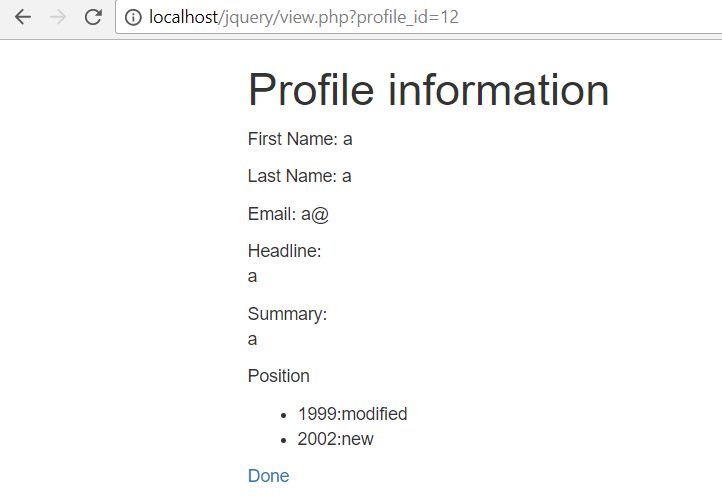 localhost/jquery/view.php?profile_id=12
Profile information
First Name: a
Last Name: a
Email: a@
Headline:
a
Summary:
a
Position
1999:modified
2002:new
Done